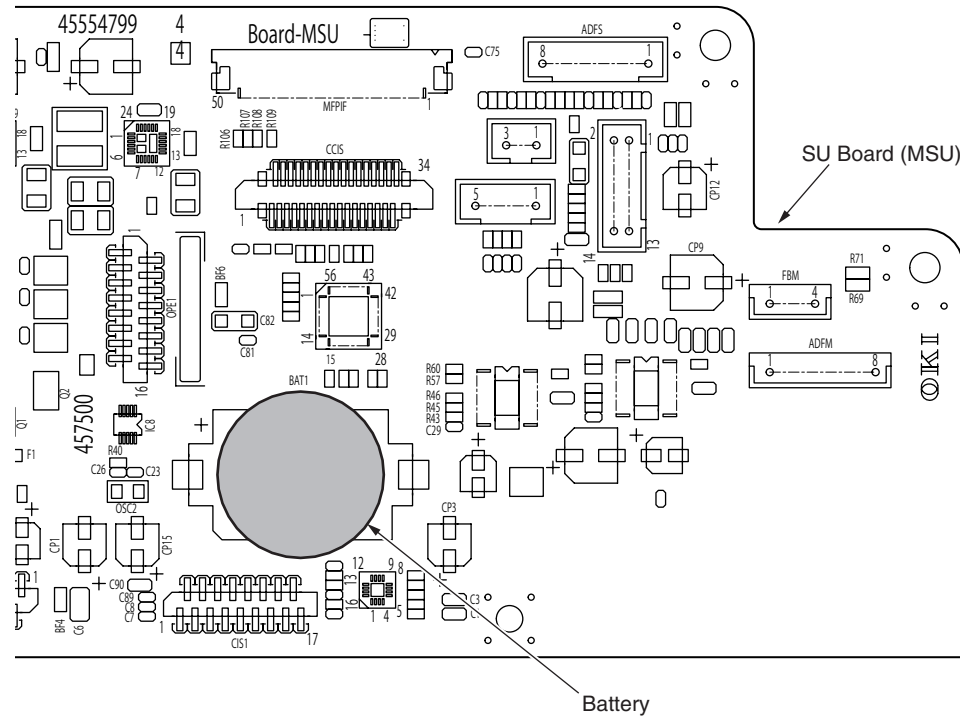 45554799
4
4
Board-MSU
C75
ADFS
8
1
50
MFPIF
1
24
19
18
1
6
13
7
12
18
13
R106
R107
R108
R109
3
1
2
1
CCIS
34
1
5
1
14
13
CP12
SU Board (MSU)
CP9
R71
R69
FBM
1
4
ADFM
1
8
OKI
1
OPE1
16
BF6
C82
C81
56
43
1
42
14
29
15
28
BAT1
R60
R57
R46
R45
R43
C29
Q2
Q1
457500
IC8
F1
R40
C26
C23
OSC2
CP1
CP15
CP3
C90
C89
C8
C7
BF4
C6
1
1
CIS1
17
12
9
13
16
1
4
8
5
C3
Battery